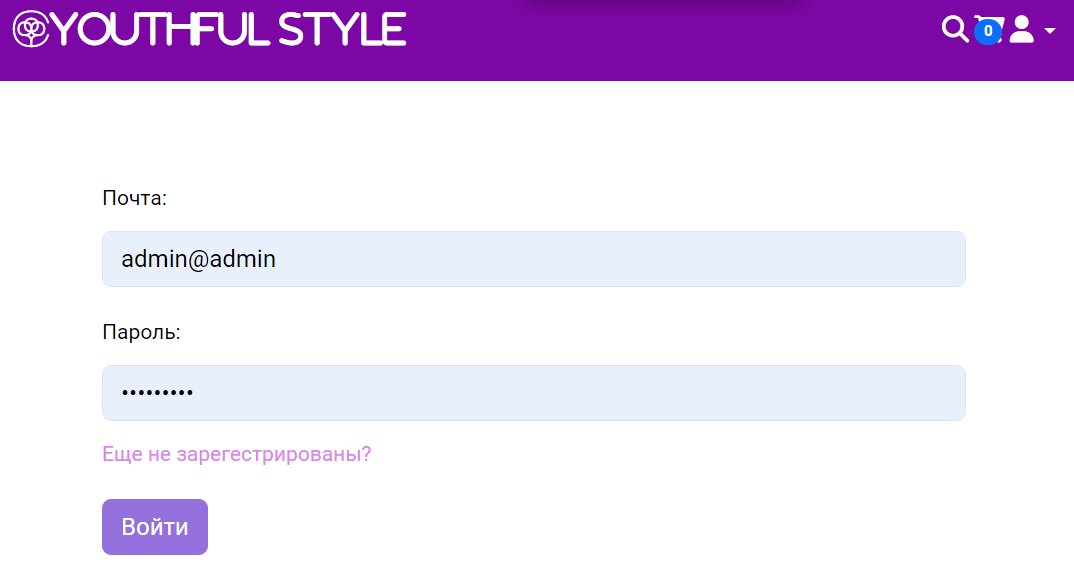 YOUTHFUL STYLE
0
Почта:
admin@admin
Пароль:
•••••••••
Еще не зарегестрированы?
Войти